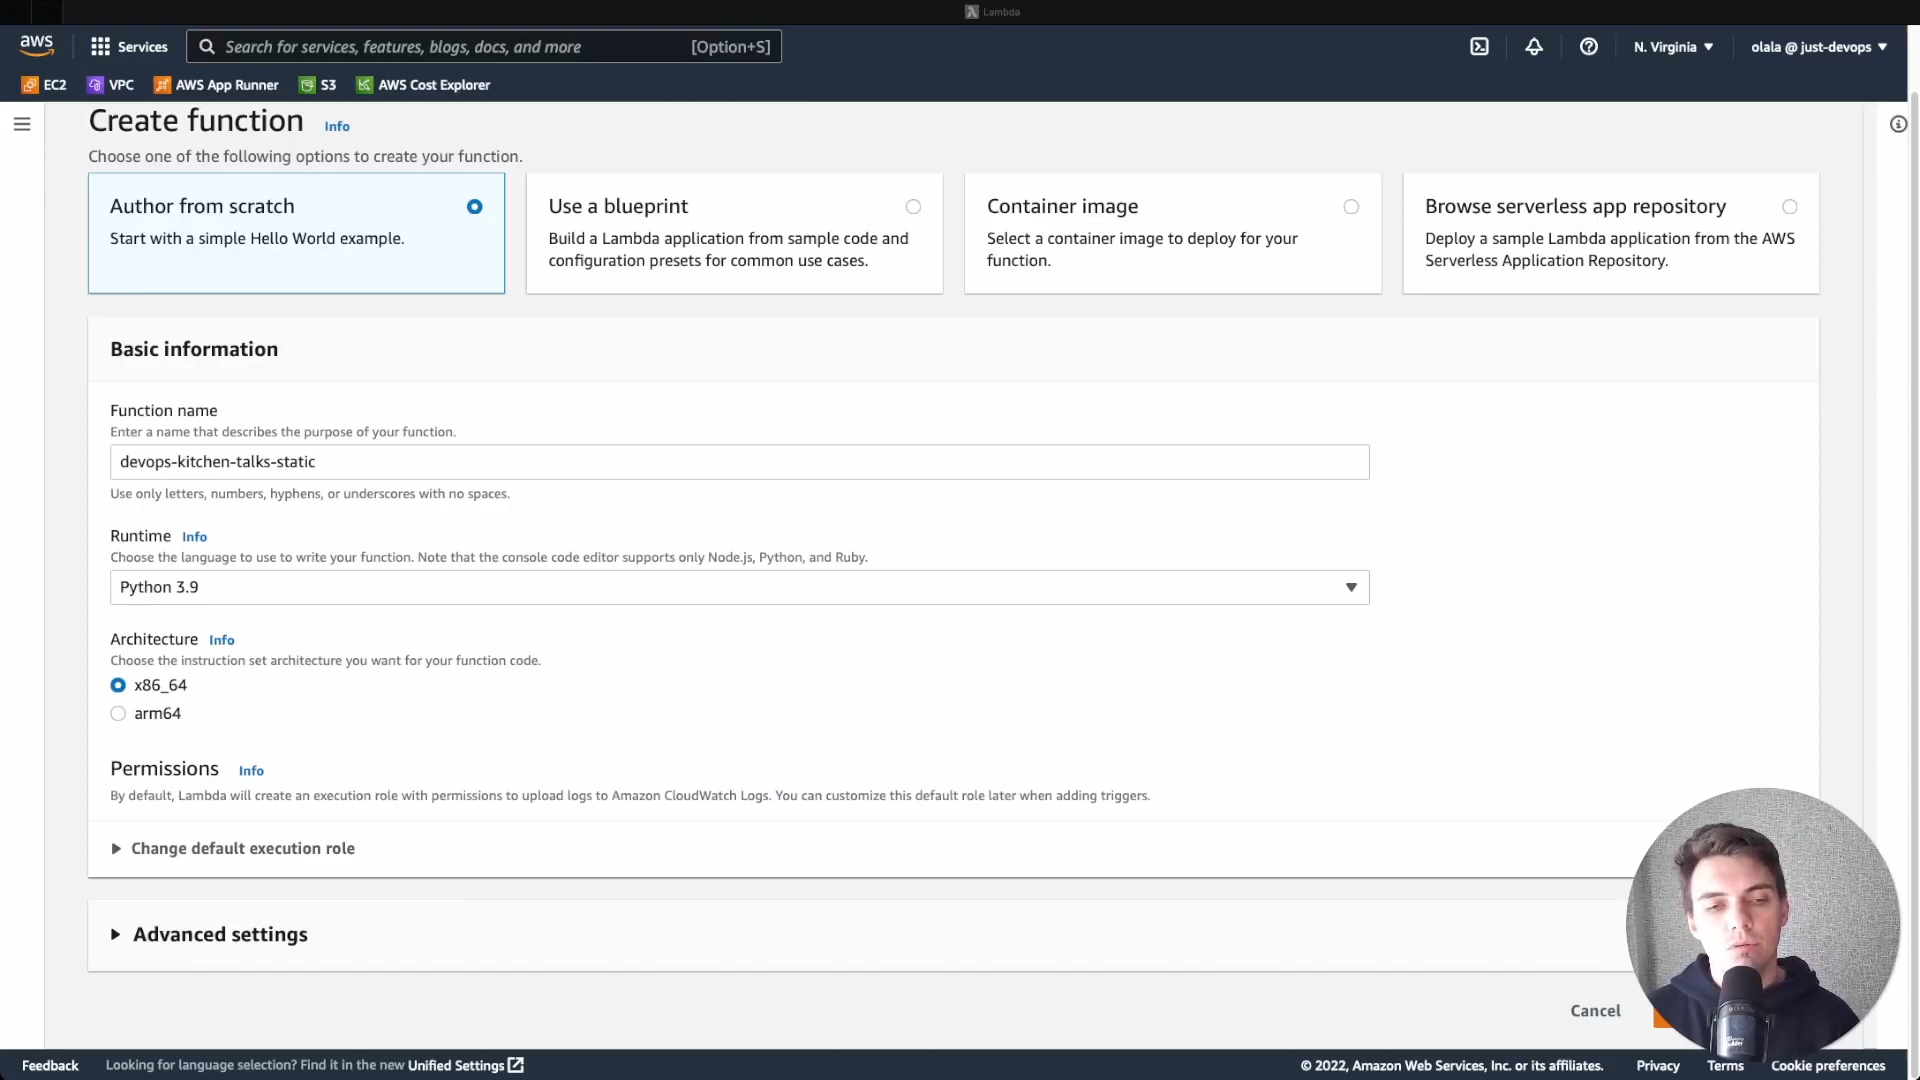 Lambda
aws
Services
Search for services, features, blogs, docs, and more
[Option+S]
N. Virginia
olala @ just-devops
EC2
VPC
AWS App Runner
S3
AWS Cost Explorer
Create function
Info
Choose one of the following options to create your function.
Author from scratch
Start with a simple Hello World example.
Use a blueprint
Build a Lambda application from sample code and
configuration presets for common use cases.
Container image
Select a container image to deploy for your
function.
Browse serverless app repository
Deploy a sample Lambda application from the AWS
Serverless Application Repository.
Basic information
Function name
Enter a name that describes the purpose of your function.
devops-kitchen-talks-static
Use only letters, numbers, hyphens, or underscores with no spaces.
Runtime Info
Choose the language to use to write your function. Note that the console code editor supports only Node.js, Python, and Ruby.
Python 3.9
Architecture Info
Choose the instruction set architecture you want for your function code.
x86_64
arm64
Permissions Info
By default, Lambda will create an execution role with permissions to upload logs to Amazon CloudWatch Logs. You can customize this default role later when adding triggers.
Change default execution role
Advanced settings
Cancel
Feedback
Looking for language selection? Find it in the new Unified Settings
© 2022, Amazon Web Services, Inc. or its affiliates.
Privacy
Terms
Cookie preferences